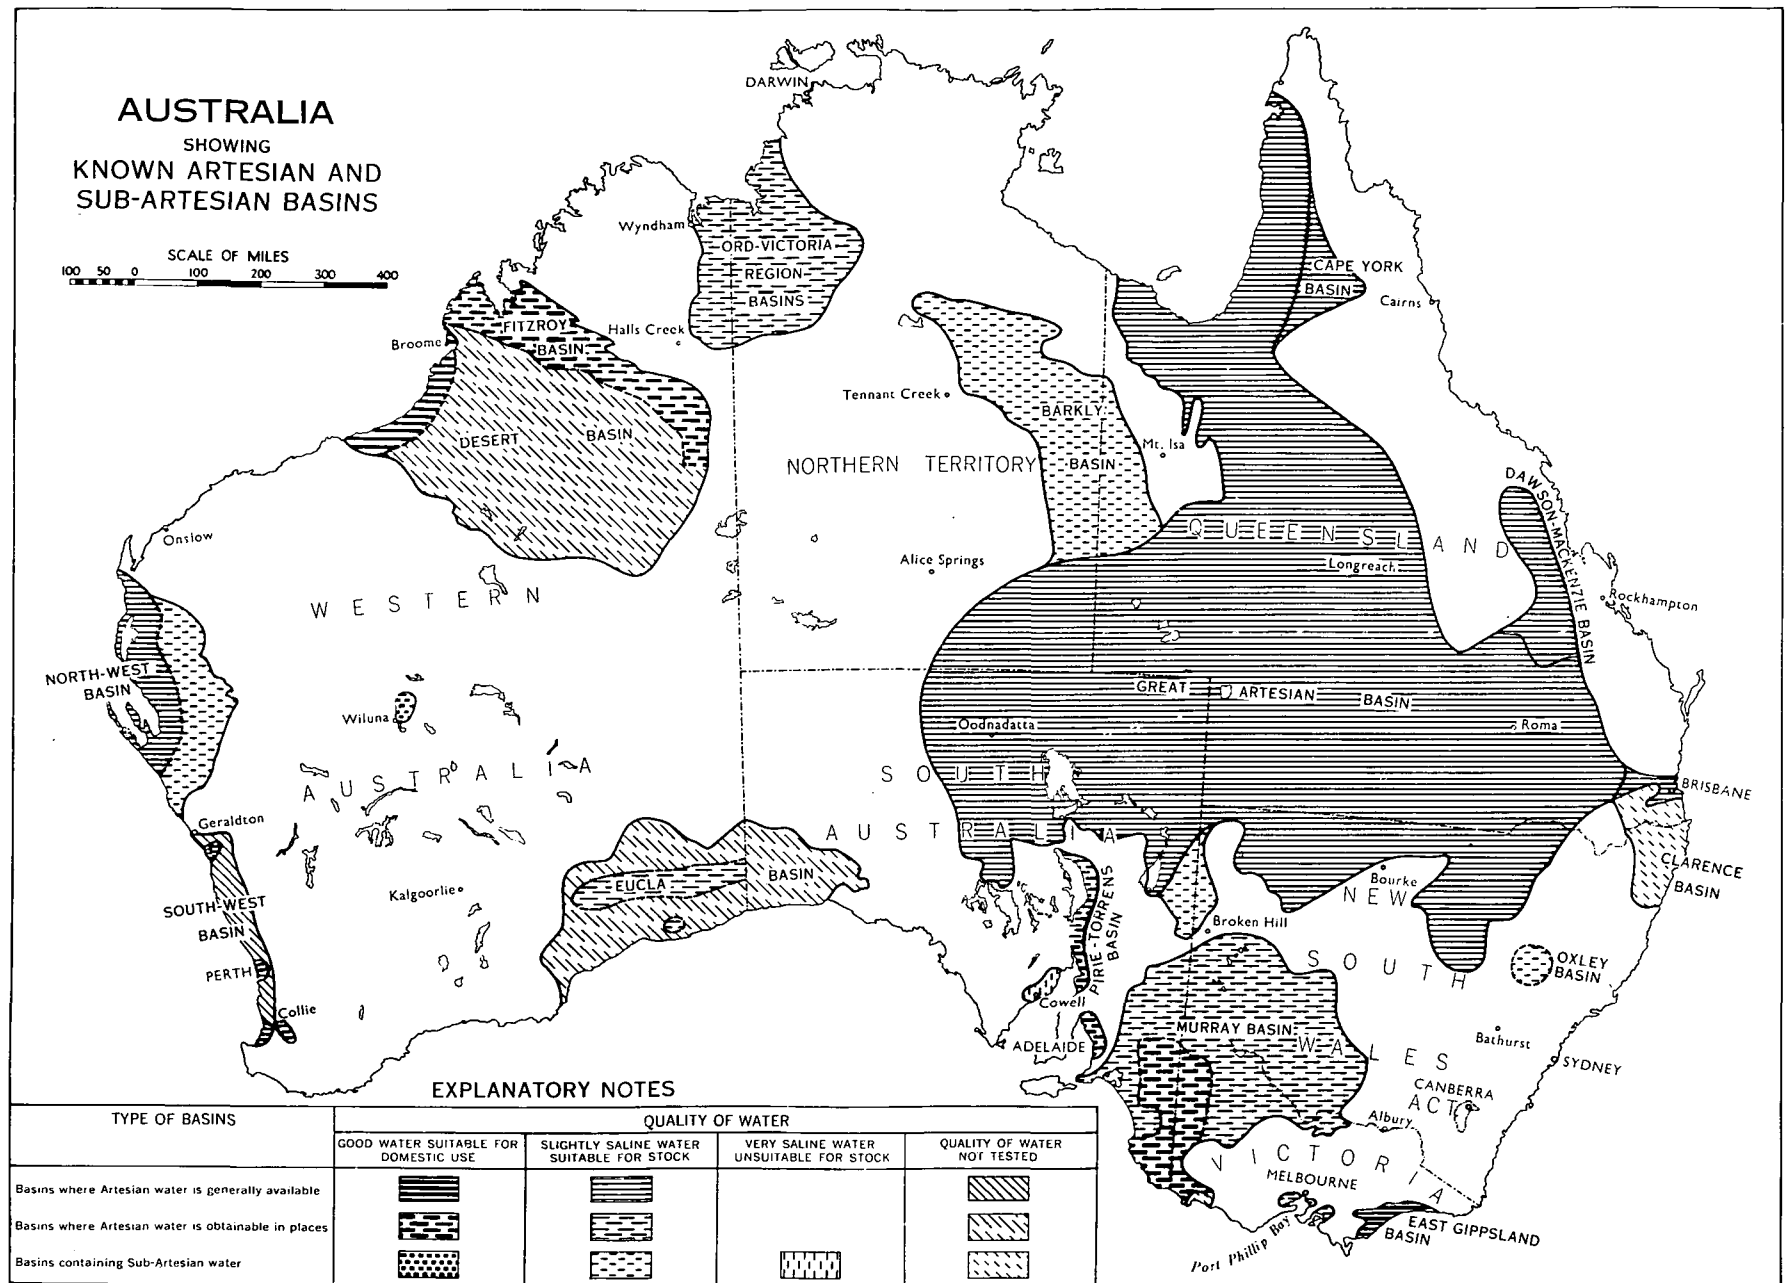 AUSTRALIA
SHOWING
KNOWN ARTESIAN AND
SUB-ARTESIAN BASINS
SCALE OF MILES
100 50 0 100 200 300 400
DARWIN
Wyndham
ORD-VICTORIA
REGION
BASINS
CAPE YORK
BASIN
Cairns
FITZROY
BASIN
Halls Creek
Broome
Tennant Creek
BARKLY
BASIN
Mt. Isa
DESERT BASIN
NORTHERN TERRITORY
DAWSON-MACKENZIE BASIN
Onslow
QUEENSLAND
Alice Springs
Longreach
Rockhampton
WESTERN
NORTH-WEST
BASIN
GREAT ARTESIAN BASIN
Wiluna
Oodnadatta
Roma
SOUTH
AUSTRALIA
BRISBANE
Geraldton
AUSTRALIA
CLARENCE
BASIN
EUCLA BASIN
Kalgoorlie
Bourke
NEW
SOUTH-WEST
BASIN
PIRIE-TORRENS
BASIN
Broken Hill
SOUTH
OXLEY
BASIN
PERTH
Cowell
Collie
MURRAY BASIN
WALES
ADELAIDE
Bathurst
SYDNEY
CANBERRA
ACT
Albury
VICTORIA
MELBOURNE
Port Phillip Bay
EAST GIPPSLAND
BASIN
EXPLANATORY NOTES
TYPE OF BASINS
QUALITY OF WATER
GOOD WATER SUITABLE FOR
DOMESTIC USE
SLIGHTLY SALINE WATER
SUITABLE FOR STOCK
VERY SALINE WATER
UNSUITABLE FOR STOCK
QUALITY OF WATER
NOT TESTED
Basins where Artesian water is generally available
Basins where Artesian water is obtainable in places
Basins containing Sub-Artesian water